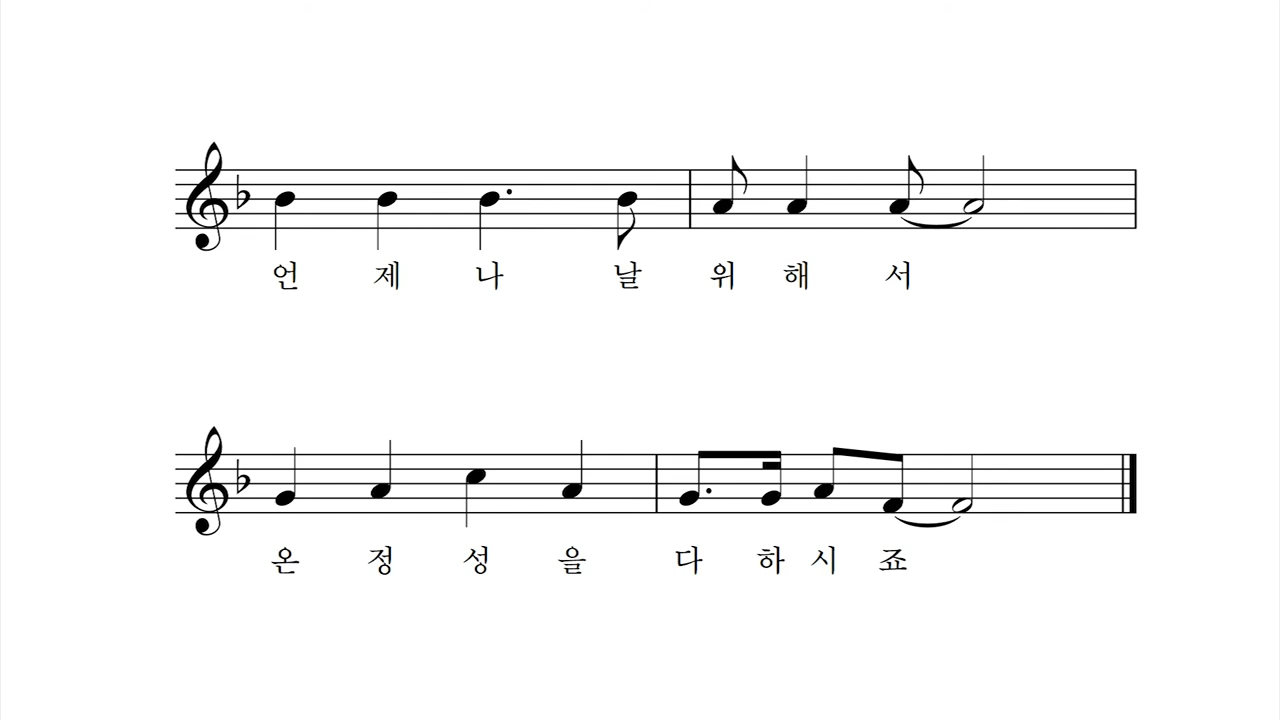 언 제 나 날 위 해 서
온 정 성 을 다 하 시 죠